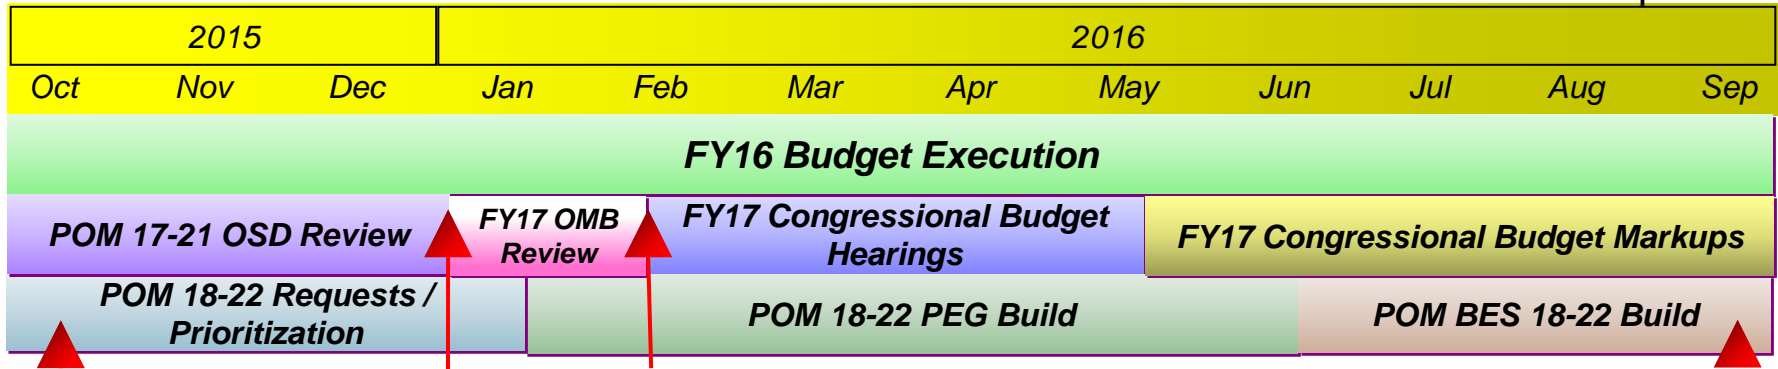 2015 2016
Oct Nov Dec Jan Feb Mar Apr May Jun Jul Aug Sep
FY16 Budget Execution
POM 17-21 OSD Review
FY17 OMB
Review
FY17 Congressional Budget
Hearings
FY17 Congressional Budget Markups
POM 18-22 Requests /
Prioritization
POM 18-22 PEG Build
POM BES 18-22 Build